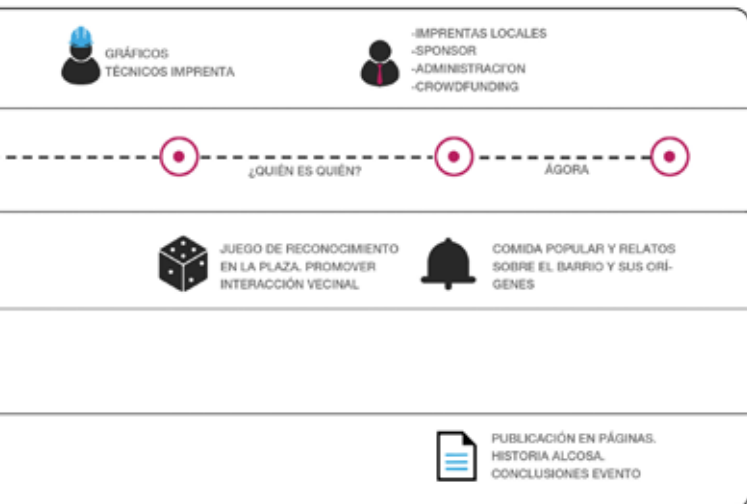 GRÁFICOS
TÉCNICOS IMPRENTA
-IMPRENTAS LOCALES
-SPONSOR
-ADMINISTRACI'ON
-CROWDFUNDING
¿QUIÉN ES QUIÉN?
ÁGORA
JUEGO DE RECONOCIMIENTO
EN LA PLAZA. PROMOVER
INTERACCIÓN VECINAL
COMIDA POPULAR Y RELATOS
SOBRE EL BARRIO Y SUS ORÍ-
GENES
PUBLICACIÓN EN PÁGINAS.
HISTORIA ALCOSA.
CONCLUSIONES EVENTO